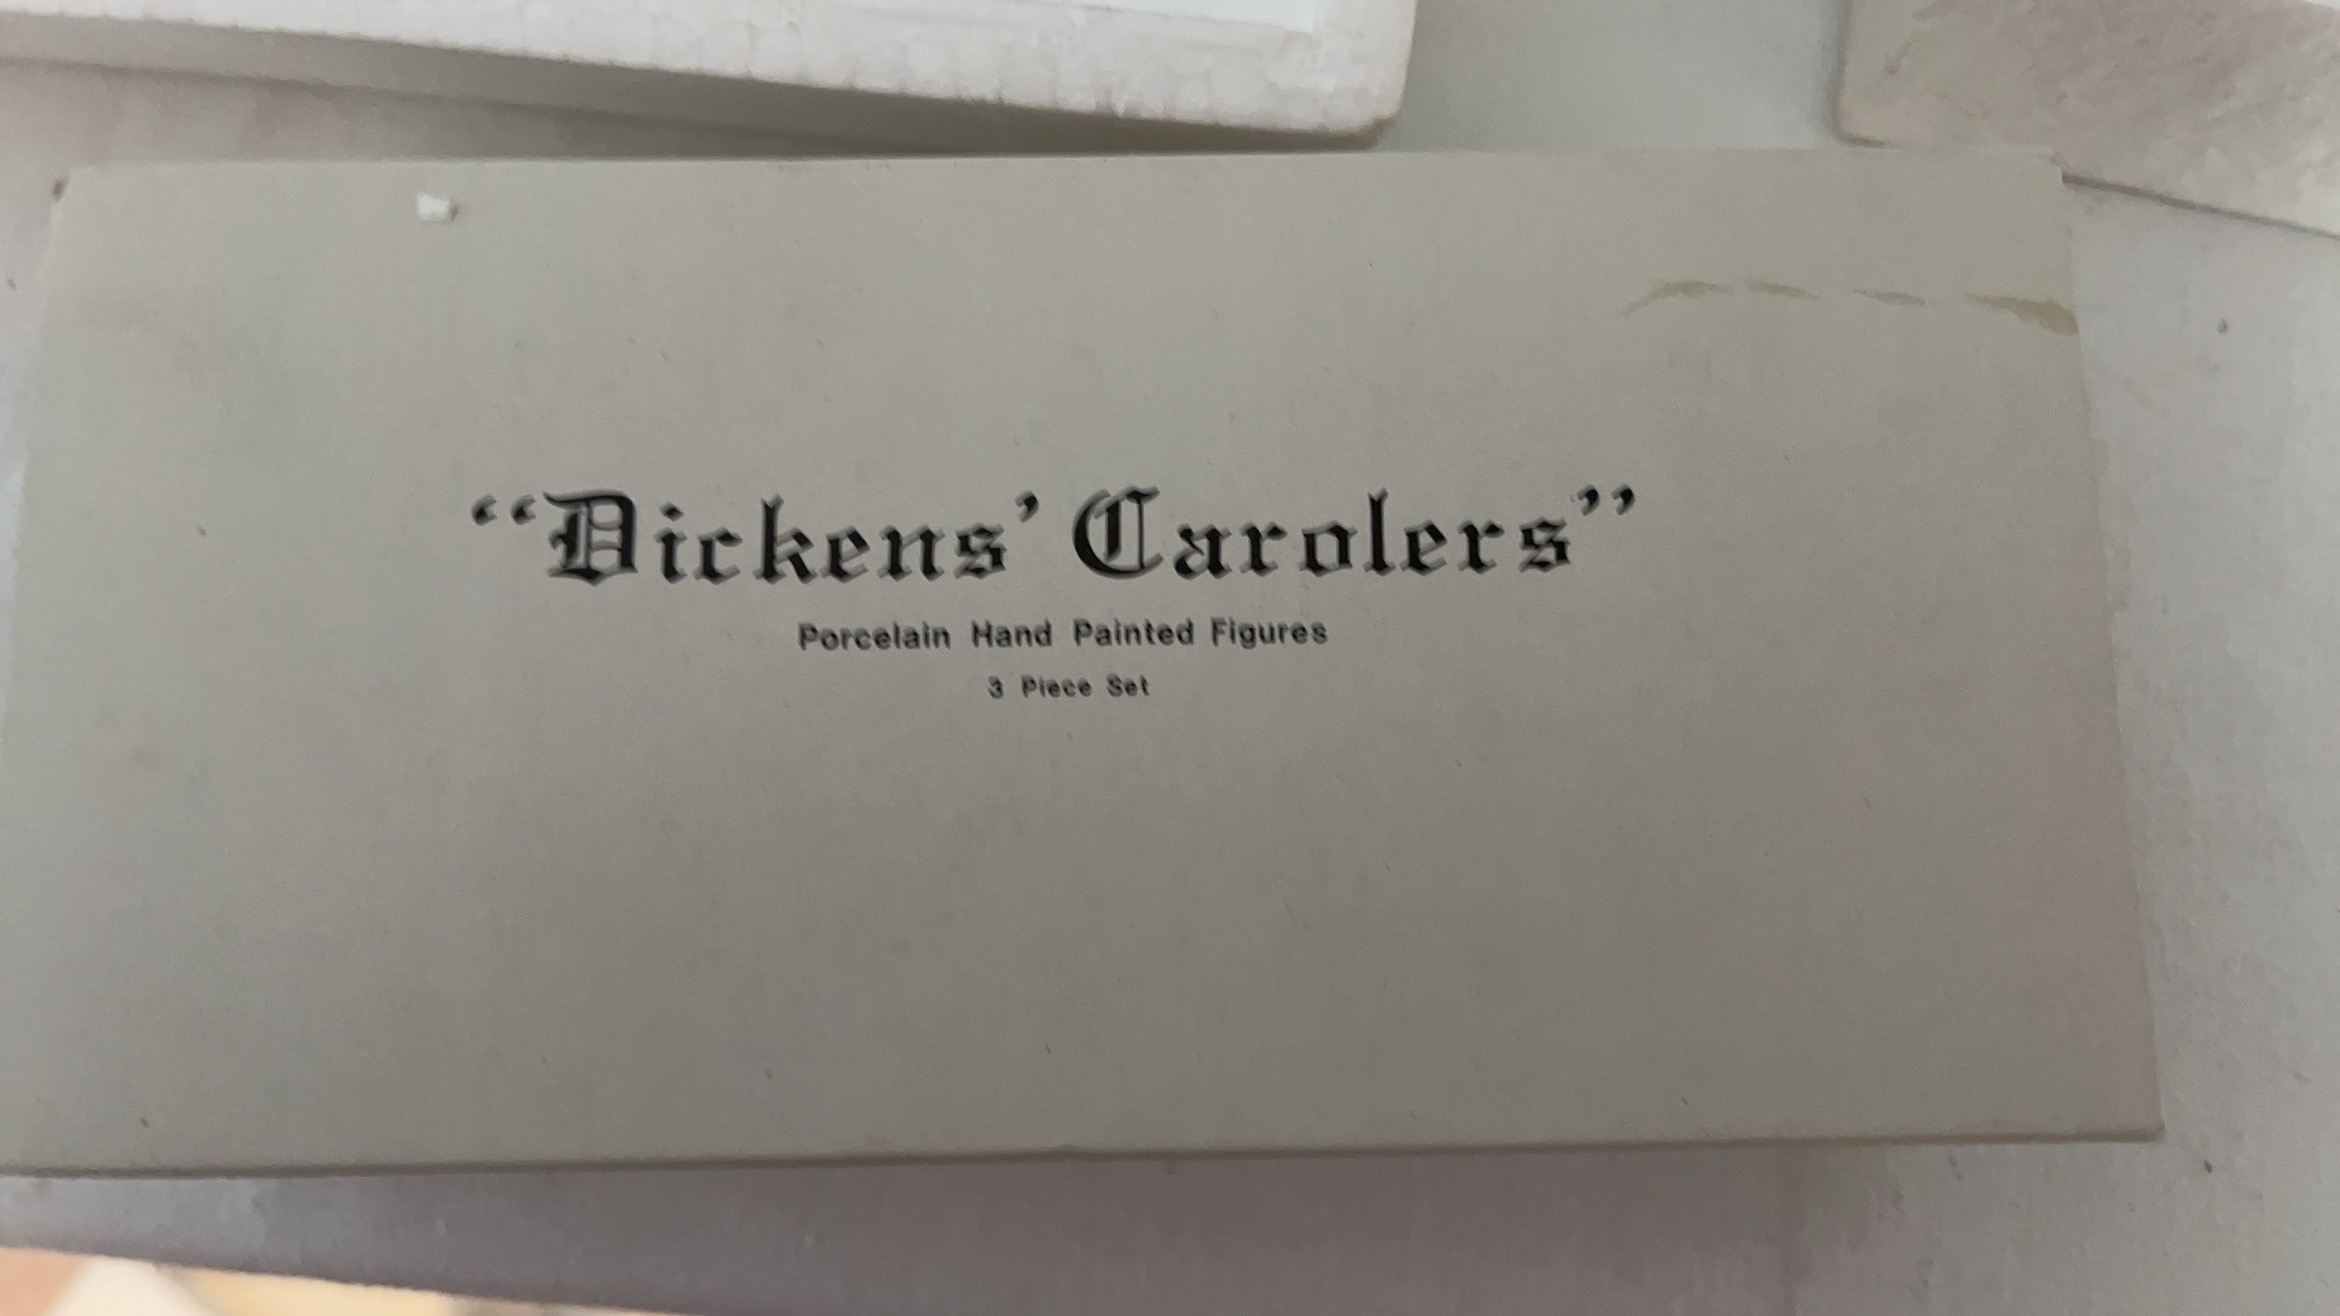 “Dickens’ Carolers”
Porcelain Hand Painted Figures
3 Piece Set